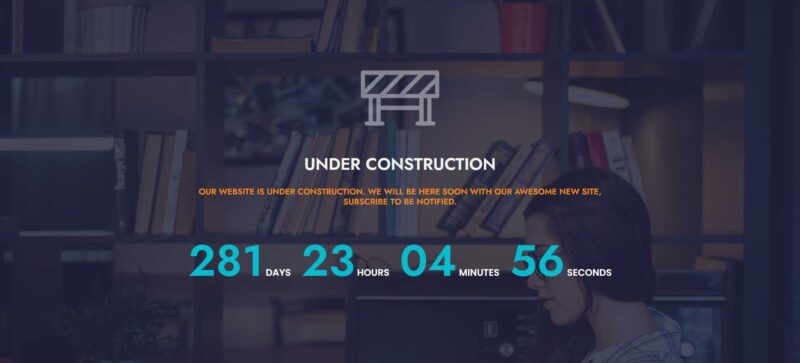 UNDER CONSTRUCTION
OUR WEBSITE IS UNDER CONSTRUCTION. WE WILL BE HERE SOON WITH OUR AWESOME NEW SITE,
SUBSCRIBE TO BE NOTIFIED.
281 DAYS 23 HOURS 04 MINUTES 56 SECONDS